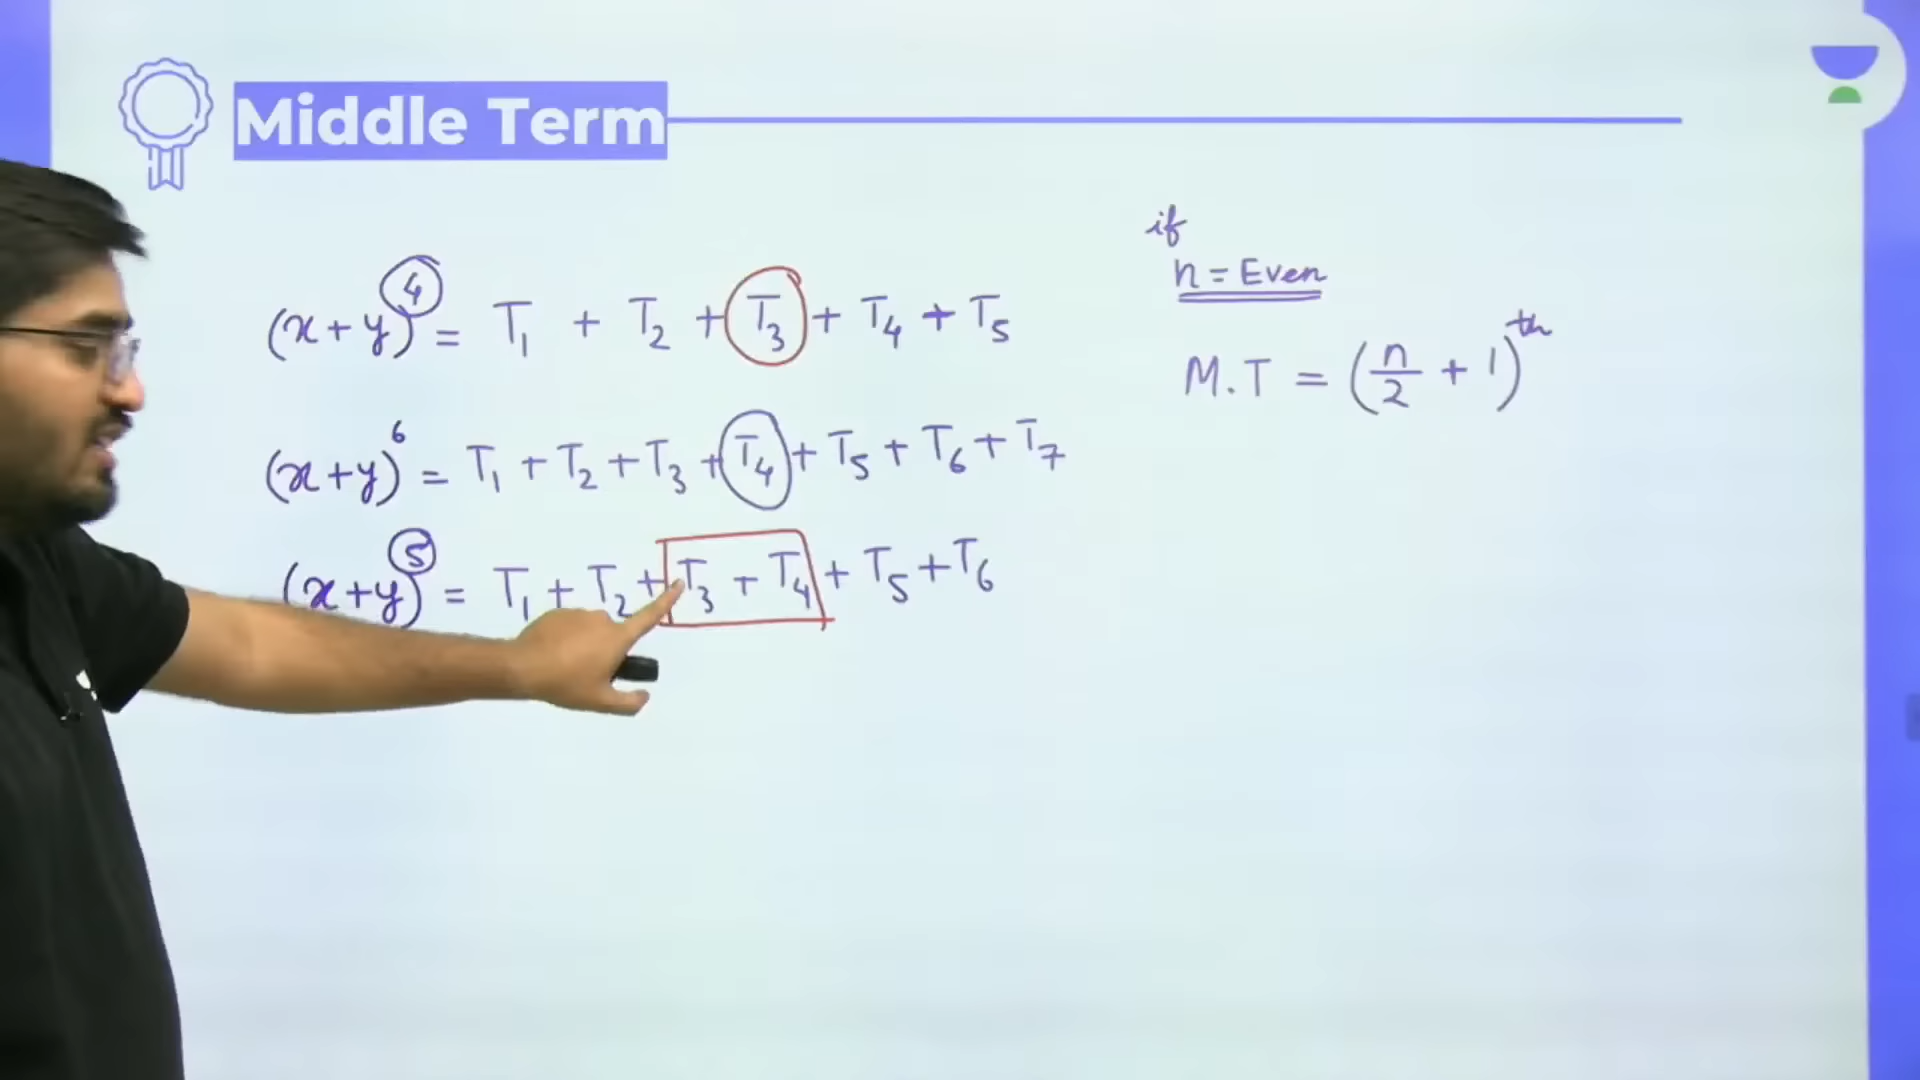 Middle Term
(x+y)^4 = T₁ + T₂ + T₃ + T₄ + T₅
(x+y)^6 = T₁ + T₂ + T₃ + T₄ + T₅ + T₆ + T₇
(x+y)^5 = T₁ + T₂ + T₃ + T₄ + T₅ + T₆
if
n = Even
M.T = (n/2 + 1)^th